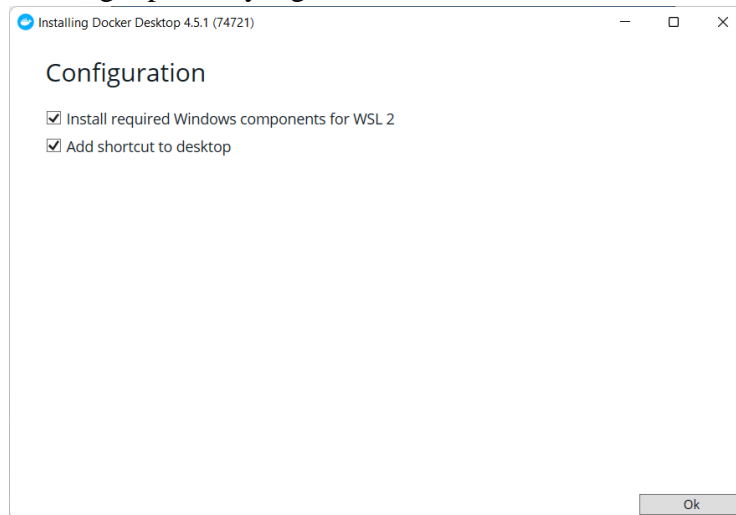 Installing Docker Desktop 4.5.1 (74721)
Configuration
Install required Windows components for WSL 2
Add shortcut to desktop
Ok